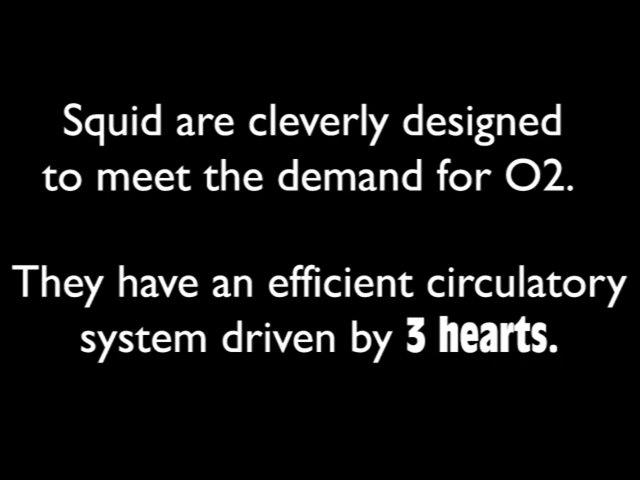 Squid are cleverly designed
to meet the demand for O2.
They have an efficient circulatory
system driven by 3 hearts.